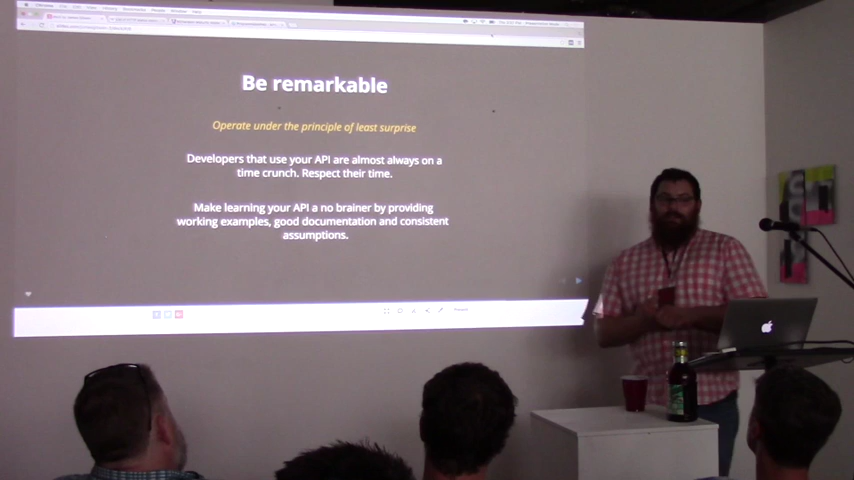 Be remarkable
Operate under the principle of least surprise
Developers that use your API are almost always on a
time crunch. Respect their time.
Make learning your API a no brainer by providing
working examples, good documentation and consistent
assumptions.